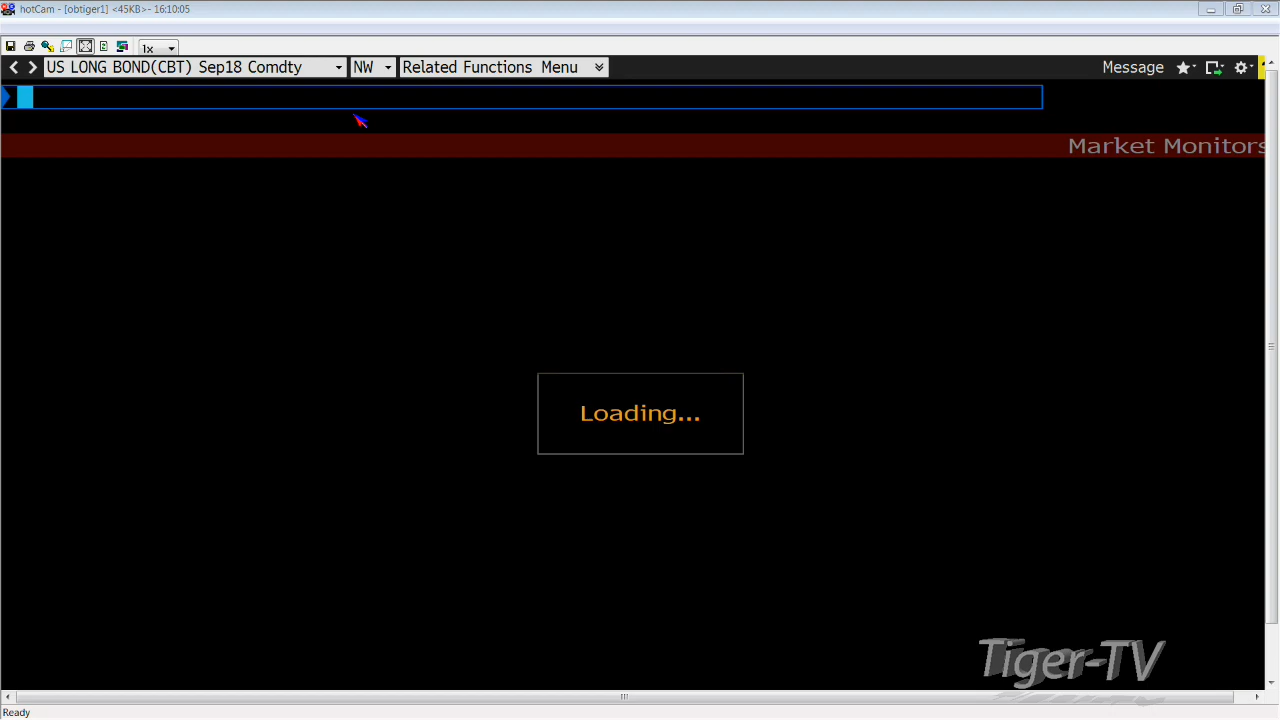 hotCam - [obtiger1] <45KB>- 16:10:05
1x
US LONG BOND(CBT) Sep18 Comdty NW Related Functions Menu Message
Market Monitors
Loading...
Tiger-TV
Ready